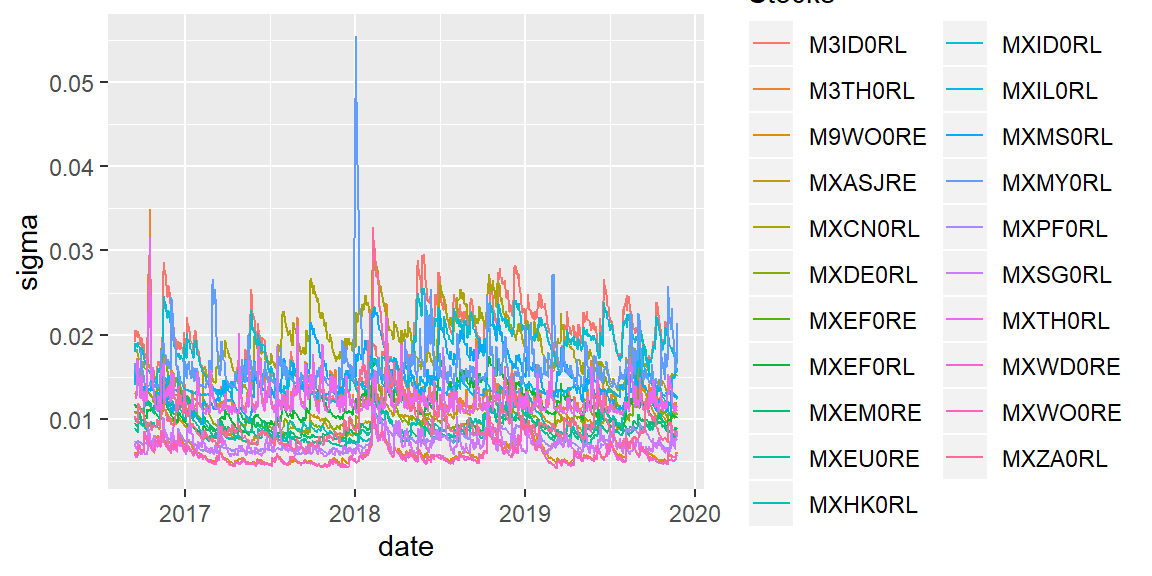 Stocks
0.05
0.04
0.03
0.02
0.01
sigma
2017
2018
2019
2020
date
M3ID0RL
M3TH0RL
M9WO0RE
MXASJRE
MXCN0RL
MXDE0RL
MXEF0RE
MXEF0RL
MXEM0RE
MXEU0RE
MXHK0RL
MXID0RL
MXIL0RL
MXMS0RL
MXMY0RL
MXPF0RL
MXSG0RL
MXTH0RL
MXWD0RE
MXWO0RE
MXZA0RL